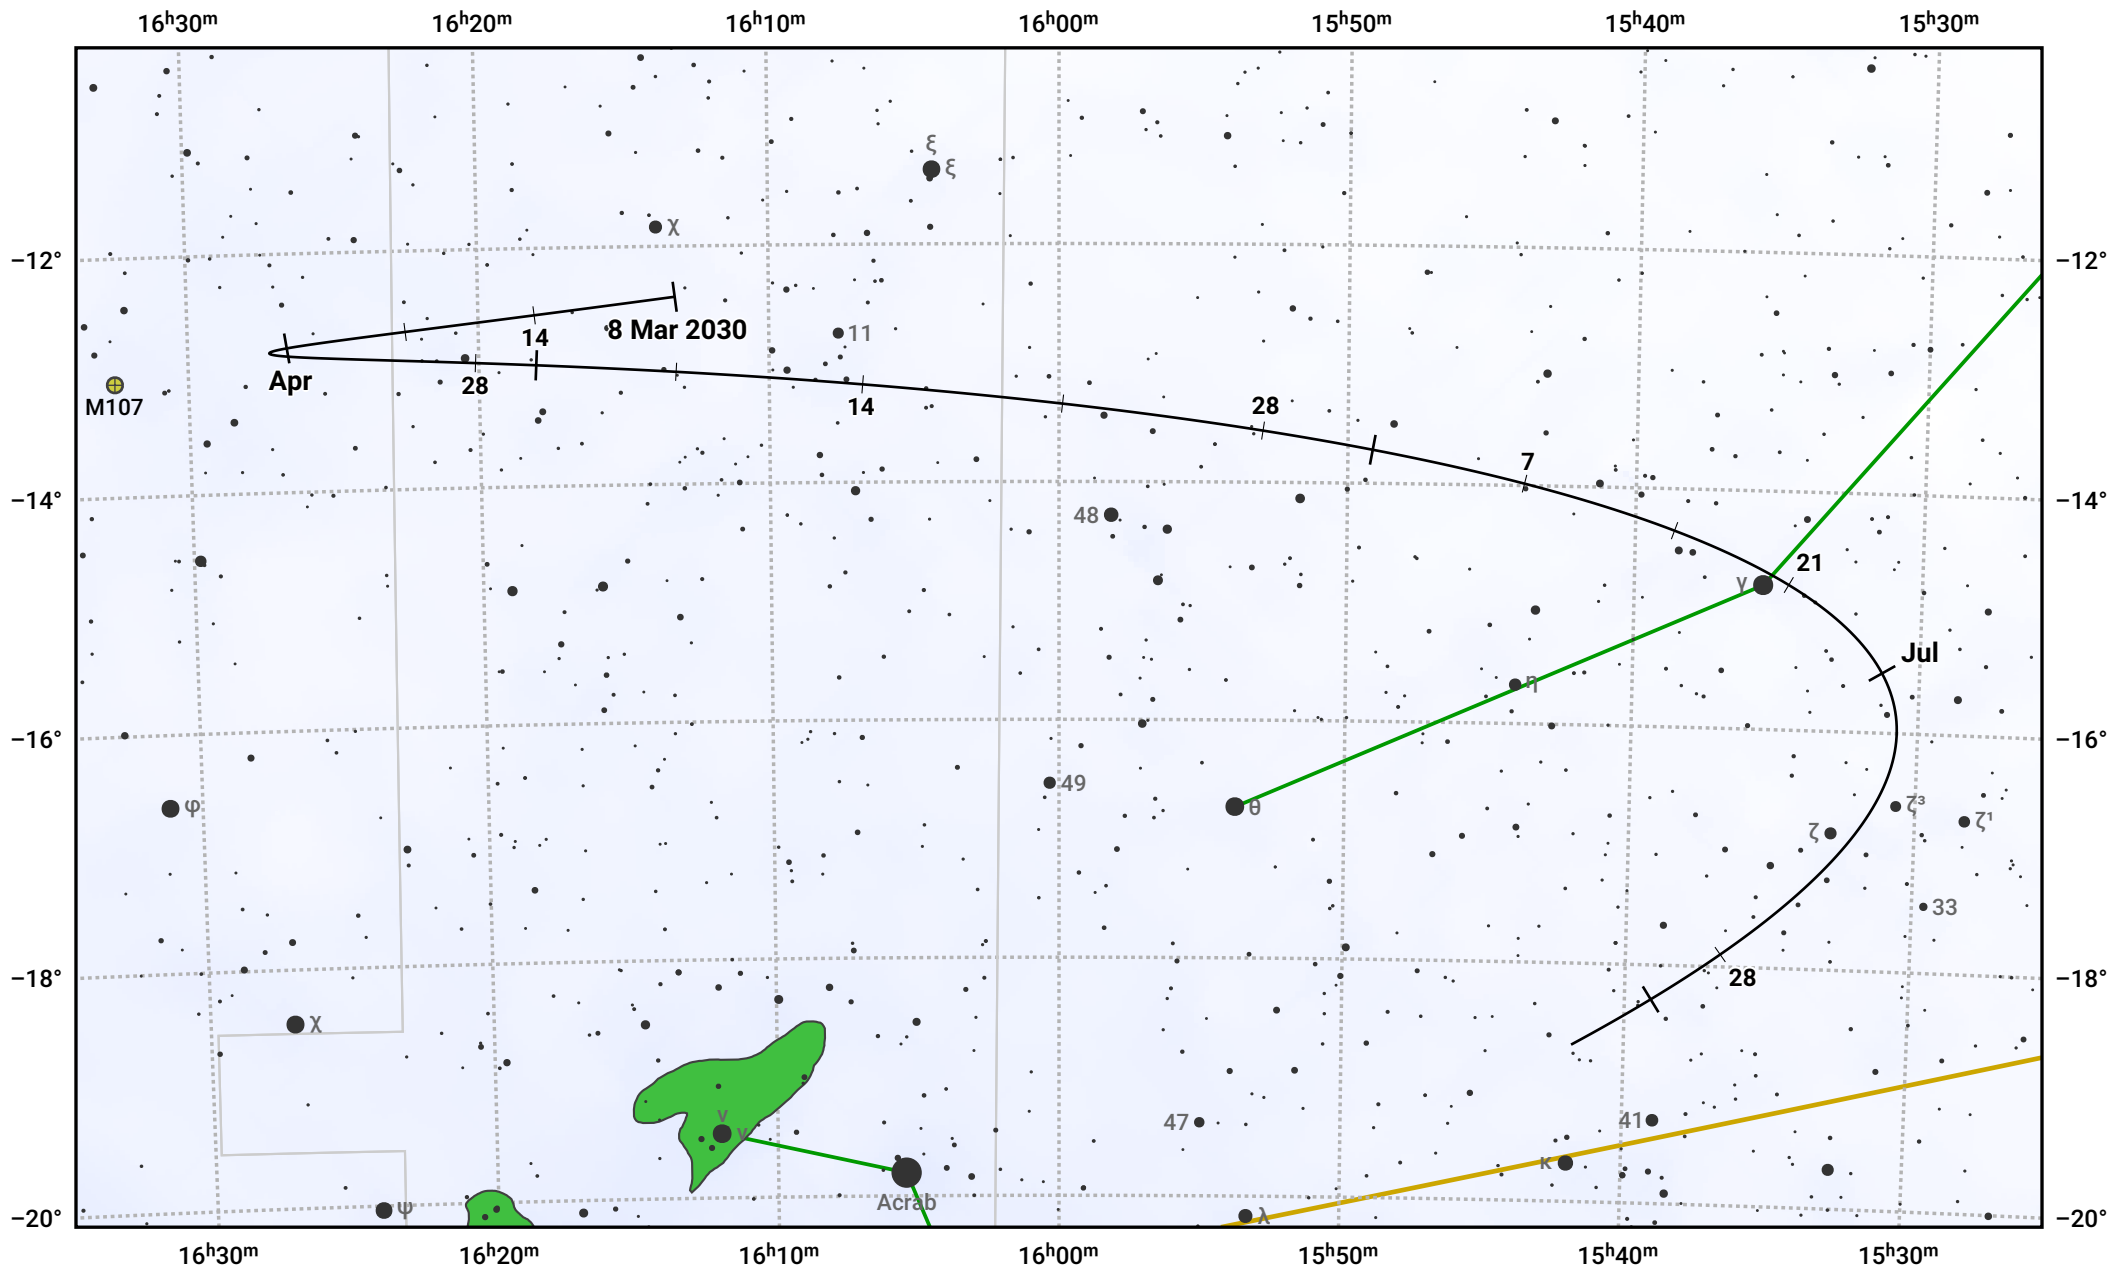 16ʰ30ᵐ 16ʰ20ᵐ 16ʰ10ᵐ 16ʰ00ᵐ 15ʰ50ᵐ 15ʰ40ᵐ 15ʰ30ᵐ
ξ
ξ
χ
−12° −12°
8 Mar 2030
11
14
Apr
28
M107
14
28
7
−14° −14°
48
21
γ
Jul
η
−16° −16°
49
φ
θ
ζ³
ζ¹
ζ
33
−18° −18°
28
χ
ν
ν
47
41
κ
Acrab
ψ
λ
−20° −20°
16ʰ30ᵐ 16ʰ20ᵐ 16ʰ10ᵐ 16ʰ00ᵐ 15ʰ50ᵐ 15ʰ40ᵐ 15ʰ30ᵐ